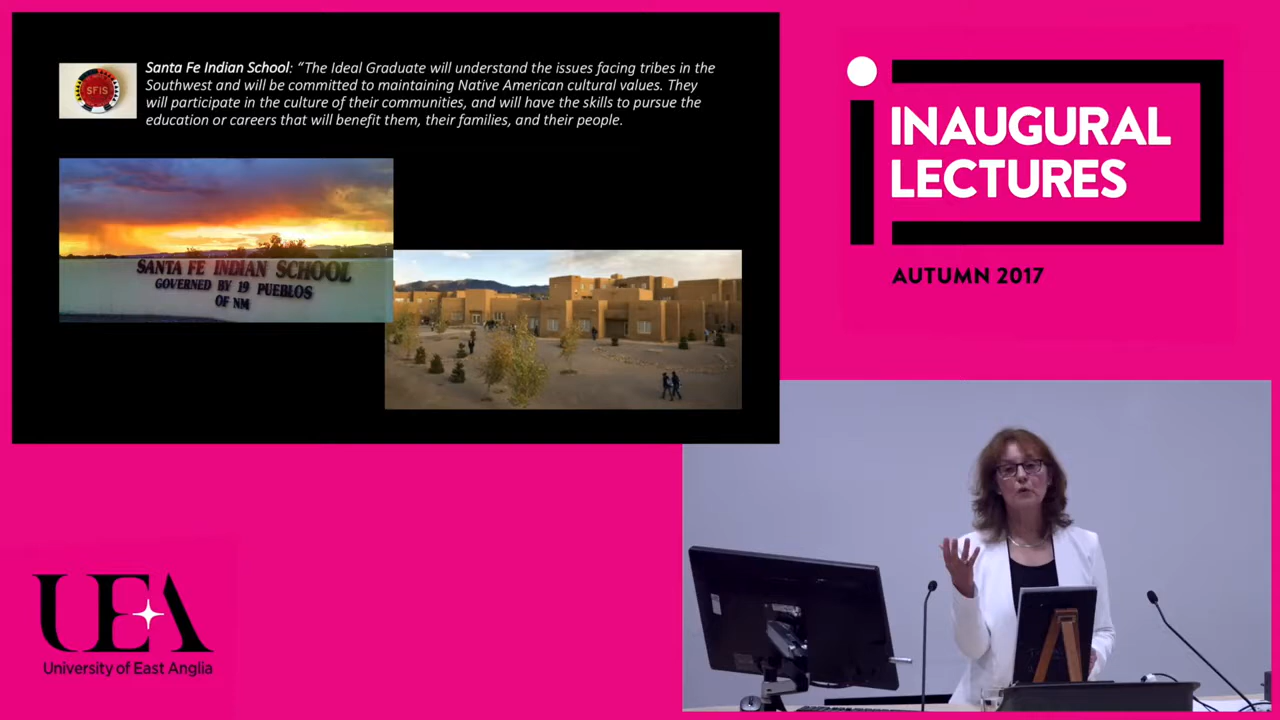 Santa Fe Indian School: “The Ideal Graduate will understand the issues facing tribes in the
Southwest and will be committed to maintaining Native American cultural values. They
will participate in the culture of their communities, and will have the skills to pursue the
education or careers that will benefit them, their families, and their people.
SFIS
SANTA FE INDIAN SCHOOL
GOVERNED BY 19 PUEBLOS
OF NM
INAUGURAL
LECTURES
AUTUMN 2017
UEA
University of East Anglia